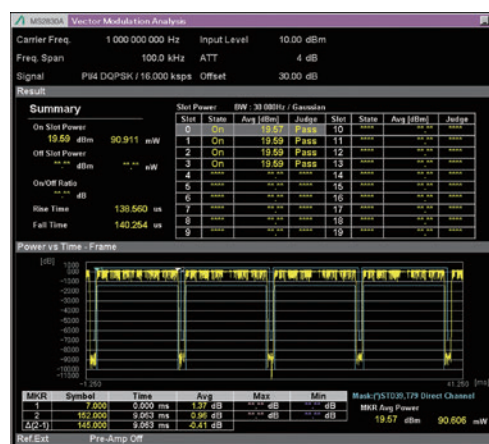 MS2830A Vector Modulation Analysis
Carrier Freq. 1 000 000 000 Hz Input Level 10.00 dBm
Freq. Span 100.0 kHz ATT 4 dB
Signal PI/4 DQPSK / 16.000 ksps Offset 30.00 dB
Result
Summary
On Slot Power
19.59 dBm 90.911 mW
Off Slot Power
**.** dBm **.** nW
On/Off Ratio
**.** dB
Rise Time 138.560 us
Fall Time 140.254 us
Slot Power BW : 30 000Hz / Gaussian
Slot State Avg [dBm] Judge Slot State Avg [dBm] Judge
0 On 19.57 Pass 10 **** **.** ****
1 On 19.59 Pass 11 **** **.** ****
2 On 19.59 Pass 12 **** **.** ****
3 On 19.59 Pass 13 **** **.** ****
4 **** **.** **** 14 **** **.** ****
5 **** **.** **** 15 **** **.** ****
6 **** **.** **** 16 **** **.** ****
7 **** **.** **** 17 **** **.** ****
8 **** **.** **** 18 **** **.** ****
9 **** **.** **** 19 **** **.** ****
Power vs Time - Frame
[dB]
-1.250 41.250 [ms]
MKR Symbol Time Avg Max Min
1 7.000 0.000 ms 1.37 dB **.** dB **.** dB
2 152.000 9.063 ms 0.96 dB **.** dB **.** dB
Δ(2-1) 145.000 9.063 ms -0.41 dB
Mask:(*)STD39,T79 Direct Channel
MKR Avg Power
19.57 dBm 90.606 mW
Ref.Ext Pre-Amp Off